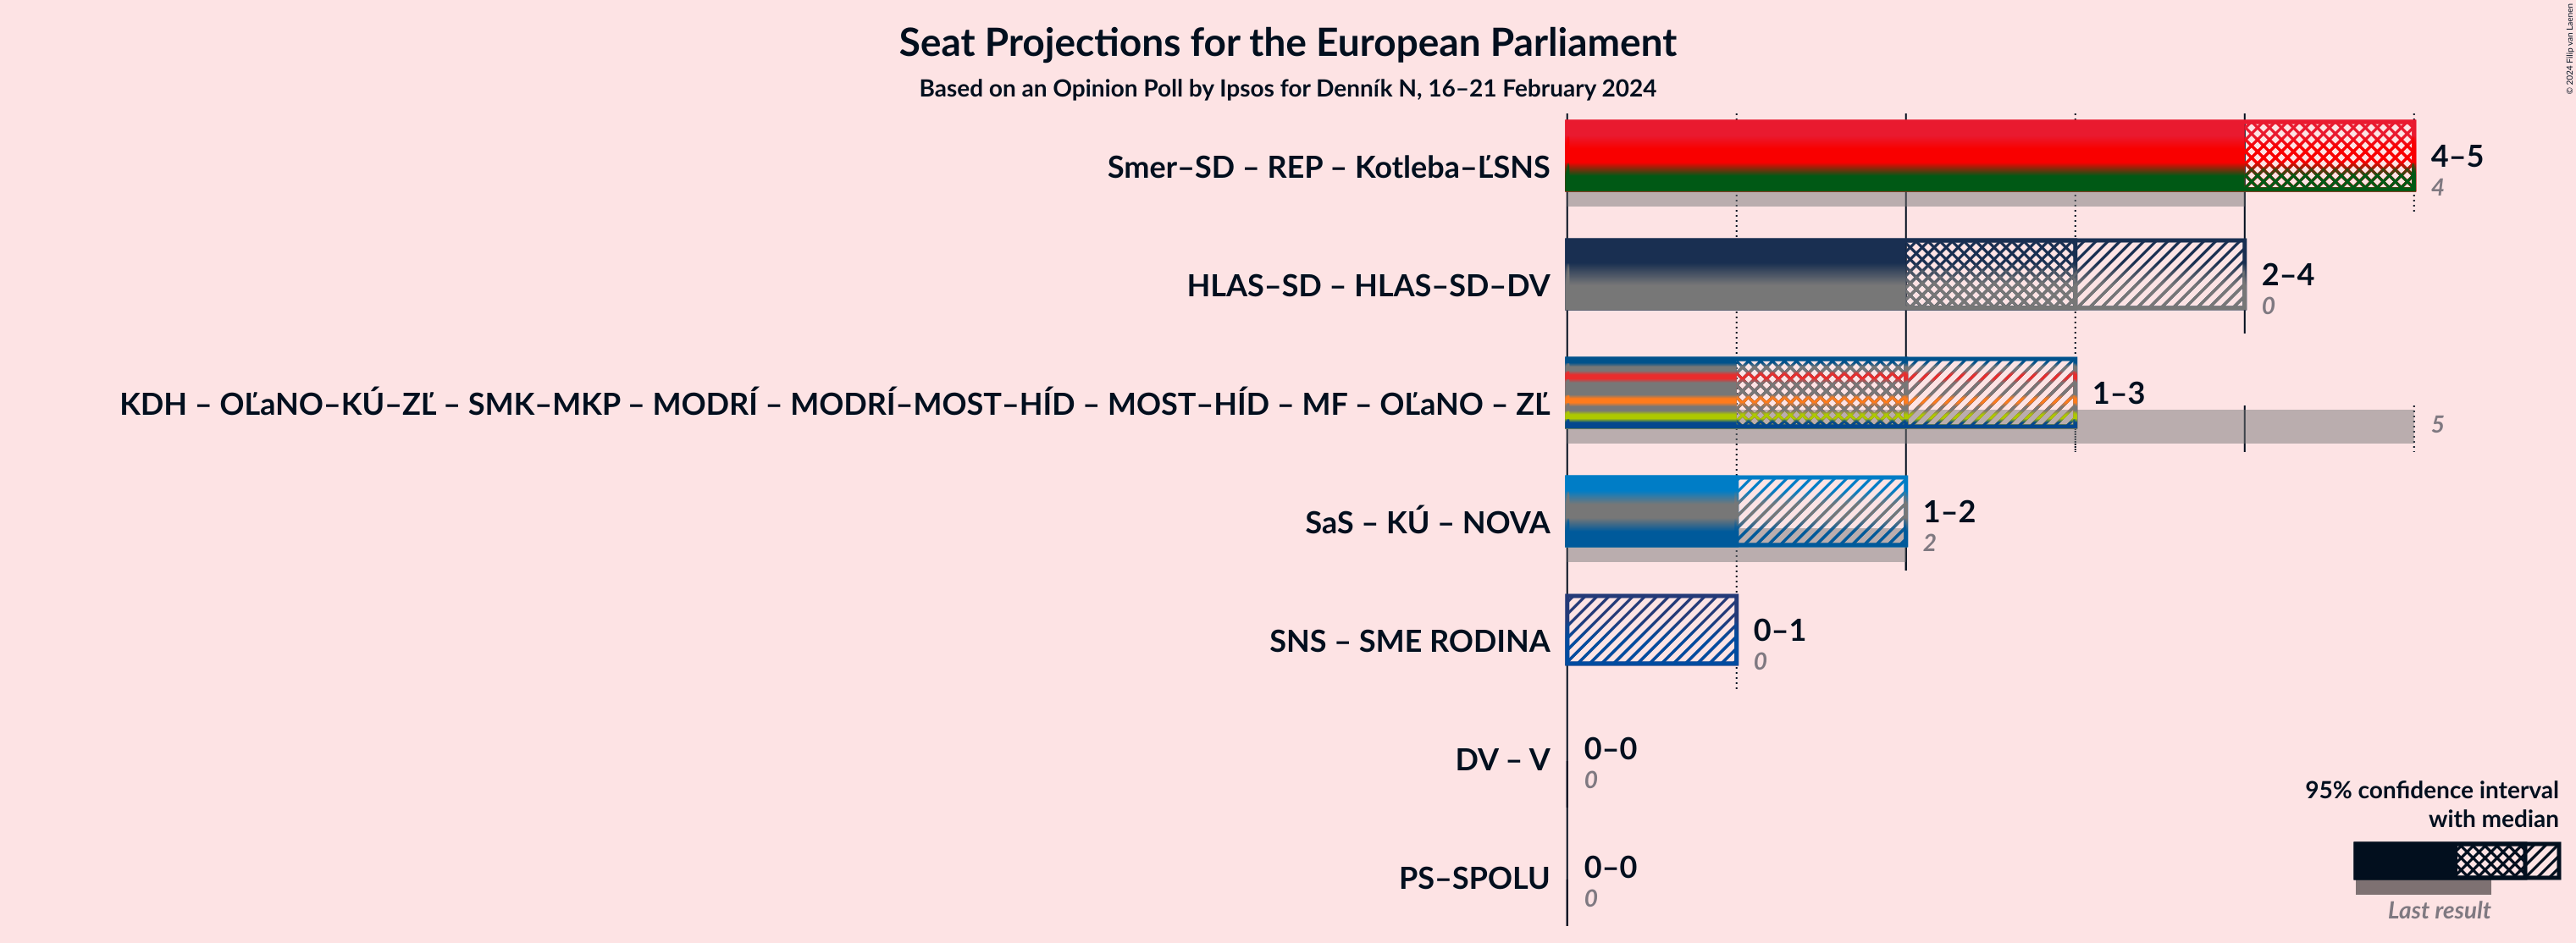 Seat Projections for the European Parliament
Based on an Opinion Poll by Ipsos for Denník N, 16–21 February 2024
© 2024 Filip van Laenen
Smer–SD – REP – Kotleba–ĽSNS
4–5
4
HLAS–SD – HLAS–SD–DV
2–4
0
KDH – OĽaNO–KÚ–ZĽ – SMK–MKP – MODRÍ – MODRÍ–MOST–HÍD – MOST–HÍD – MF – OĽaNO – ZĽ
1–3
5
SaS – KÚ – NOVA
1–2
2
SNS – SME RODINA
0–1
0
DV – V
0–0
0
PS–SPOLU
0–0
0
95% confidence interval
with median
Last result